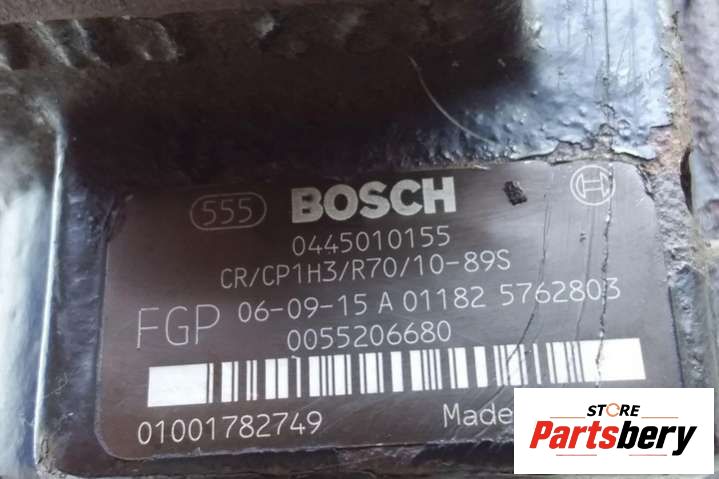 555 BOSCH
0445010155
CR/CP1H3/R70/10-89S
FGP 06-09-15 A 01182 5762803
0055206680
01001782749 Made
STORE
Partsbery